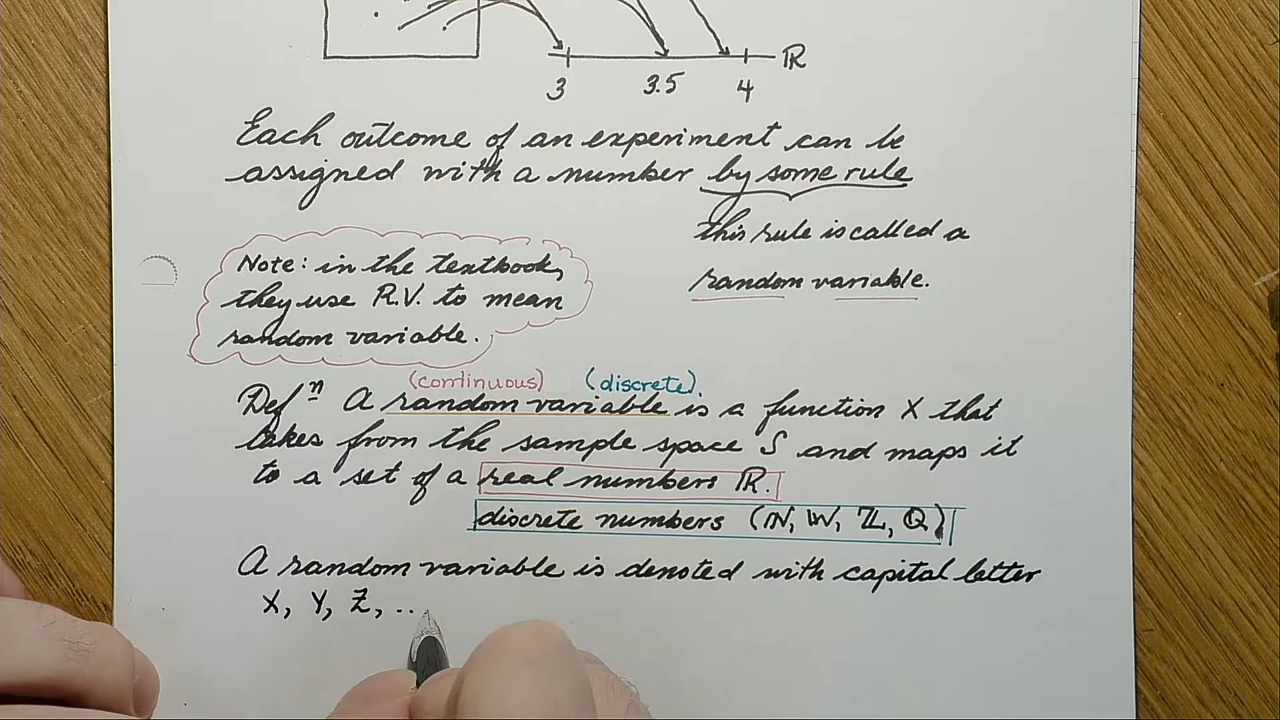 ℝ
3 3.5 4
Each outcome of an experiment can be
assigned with a number by some rule
this rule is called a
random variable.
Note: in the textbook,
they use R.V. to mean
random variable.
(continuous) (discrete)
Defⁿ A random variable is a function X that
takes from the sample space S and maps it
to a set of a real numbers ℝ.
discrete numbers (ℕ, 𝕎, ℤ, ℚ)
A random variable is denoted with capital letter
X, Y, Z, ...